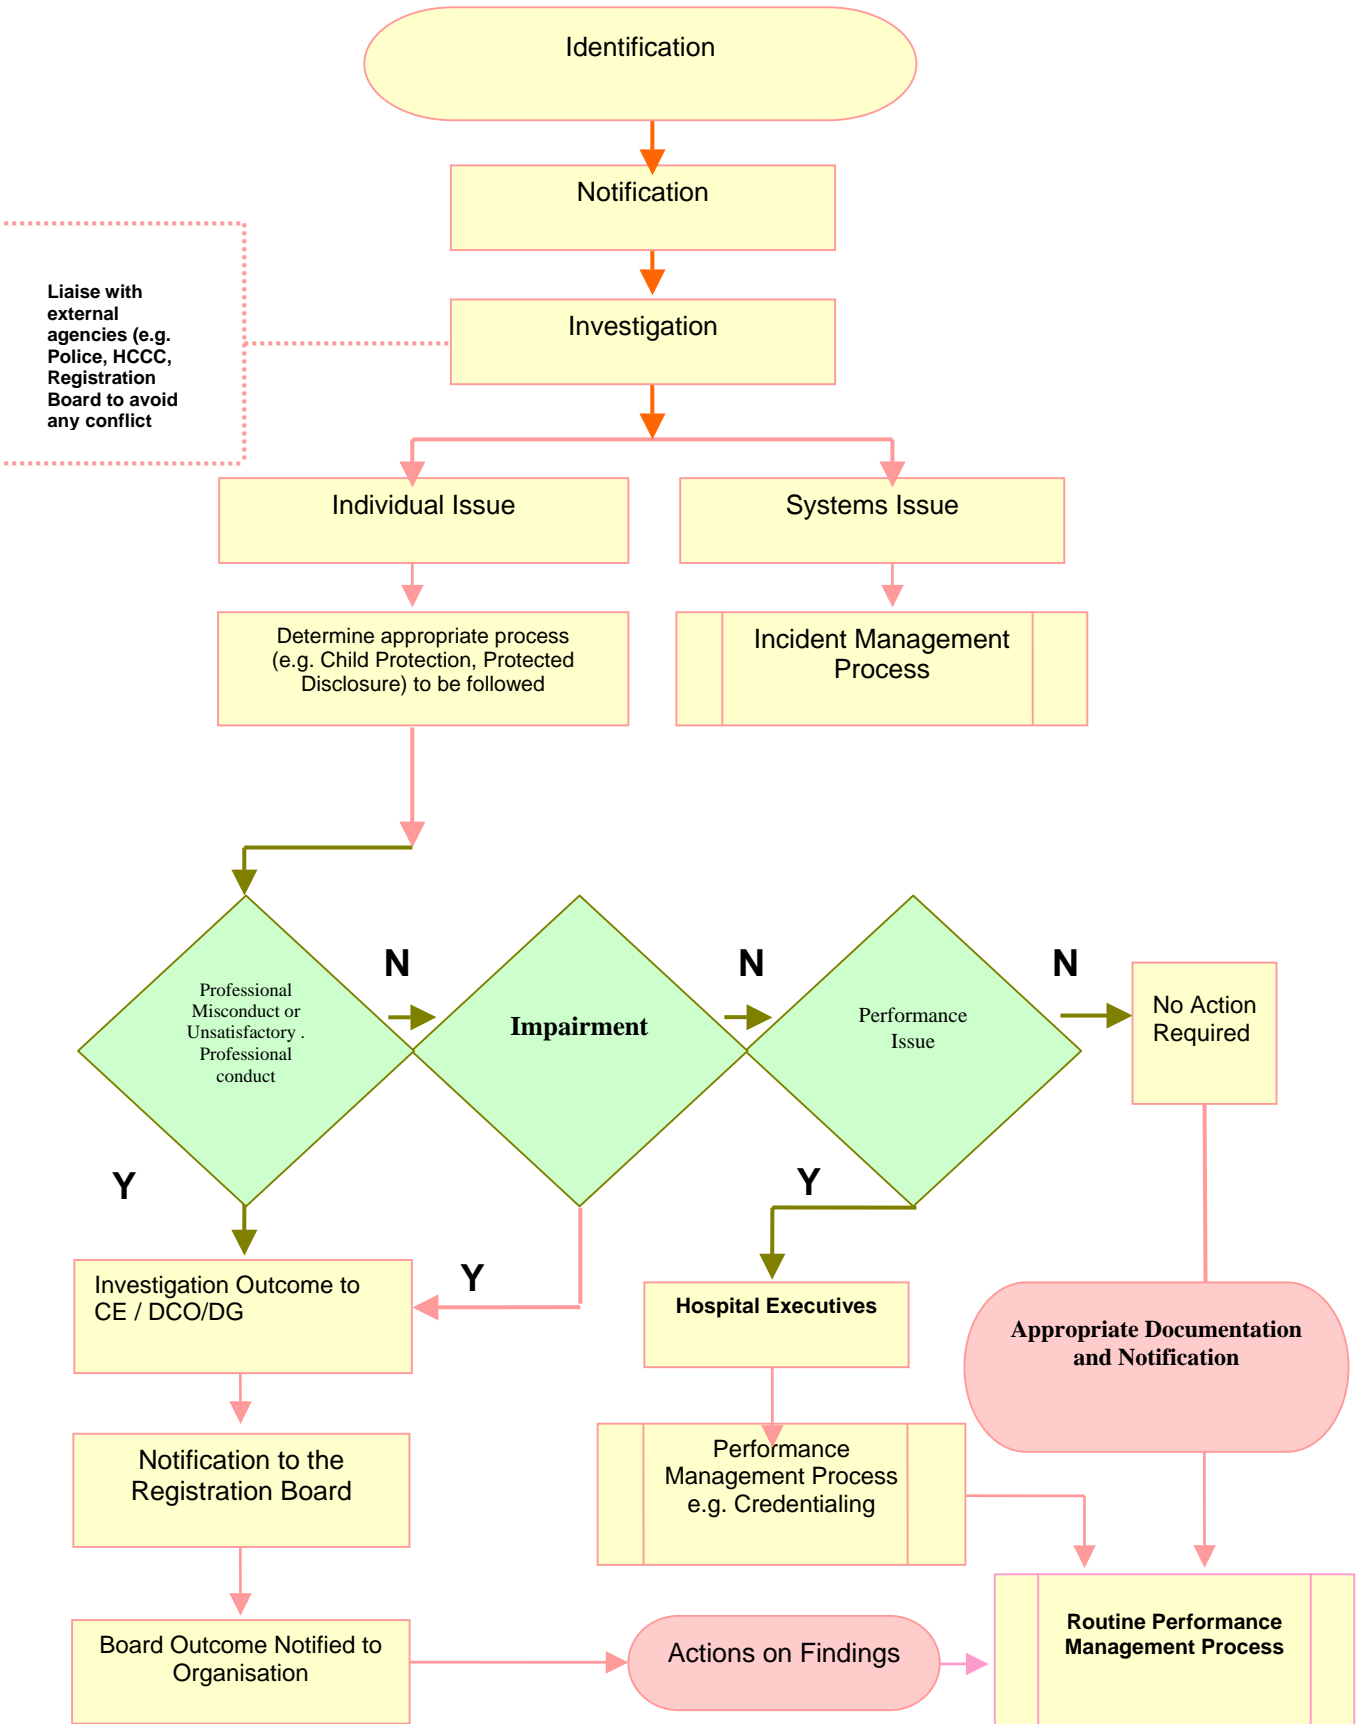 Identification
Notification
Liaise with
external
agencies (e.g.
Police, HCCC,
Registration
Board to avoid
any conflict
Investigation
Individual Issue
Systems Issue
Determine appropriate process
(e.g. Child Protection, Protected
Disclosure) to be followed
Incident Management
Process
N
N
N
Professional
Misconduct or
Unsatisfactory .
Professional
conduct
Impairment
Performance
Issue
No Action
Required
Y
Y
Investigation Outcome to
CE / DCO/DG
Y
Hospital Executives
Appropriate Documentation
and Notification
Notification to the
Registration Board
Performance
Management Process
e.g. Credentialing
Board Outcome Notified to
Organisation
Actions on Findings
Routine Performance
Management Process